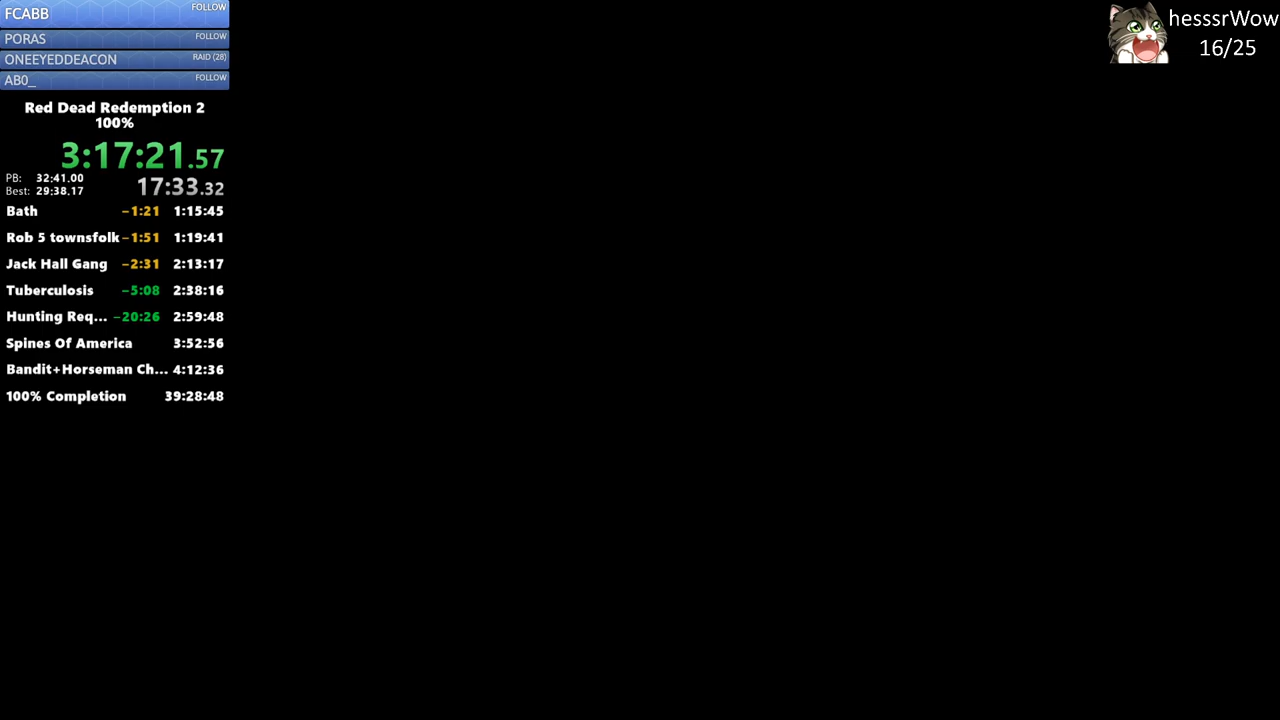 FCABB FOLLOW
PORAS FOLLOW
ONEEYEDDEACON RAID (28)
AB0_ FOLLOW
Red Dead Redemption 2
100%
3:17:21.57
PB: 32:41.00
Best: 29:38.17
17:33.32
Bath -1:21 1:15:45
Rob 5 townsfolk -1:51 1:19:41
Jack Hall Gang -2:31 2:13:17
Tuberculosis -5:08 2:38:16
Hunting Req... -20:26 2:59:48
Spines Of America 3:52:56
Bandit+Horseman Ch... 4:12:36
100% Completion 39:28:48
hesssrWow
16/25